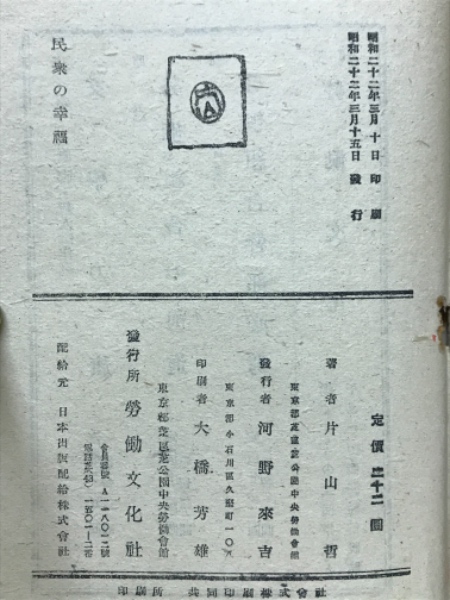 昭和二十二年三月十日印刷
昭和二十二年三月十五日發行
民衆の幸福
定價 二十二圓
著者 片山哲
東京都芝區芝公園中央勞働會館
發行者 河野來吉
東京都小石川區久堅町一〇八
印刷者 大橋芳雄
東京都芝區芝公園中央勞働會館
發行所 勞働文化社
配給元 日本出版配給株式會社
印刷所 共同印刷株式會社